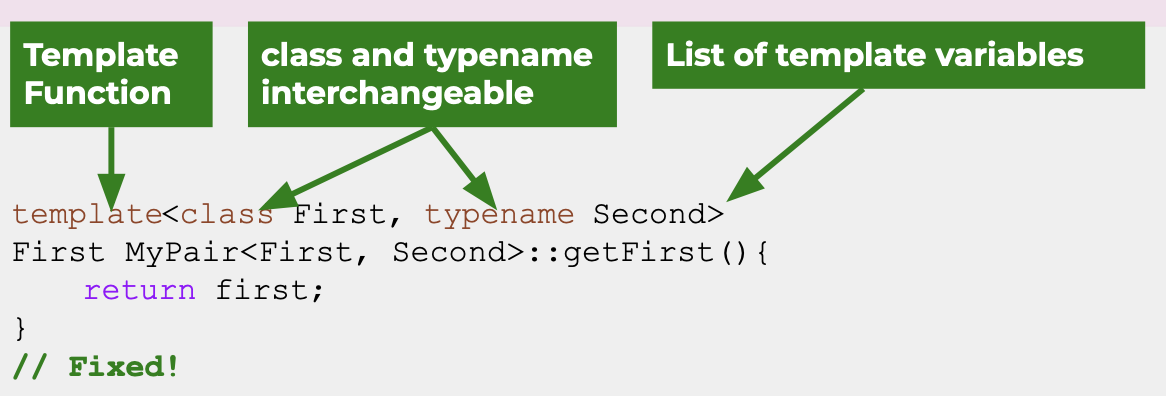 Template
Function
class and typename
interchangeable
List of template variables
template<class First, typename Second>
First MyPair<First, Second>::getFirst(){
    return first;
}
// Fixed!